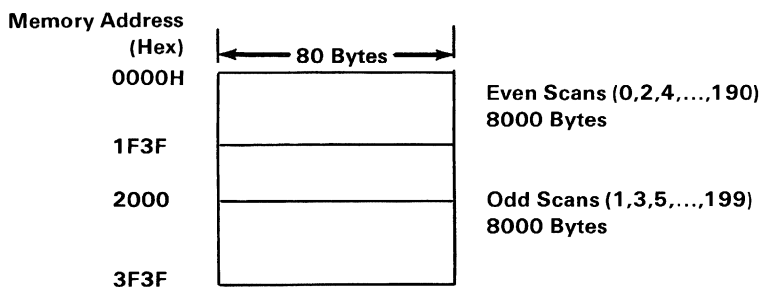 Memory Address
(Hex)
80 Bytes
0000H
Even Scans (0,2,4,...,190)
8000 Bytes
1F3F
2000
Odd Scans (1,3,5,...,199)
8000 Bytes
3F3F